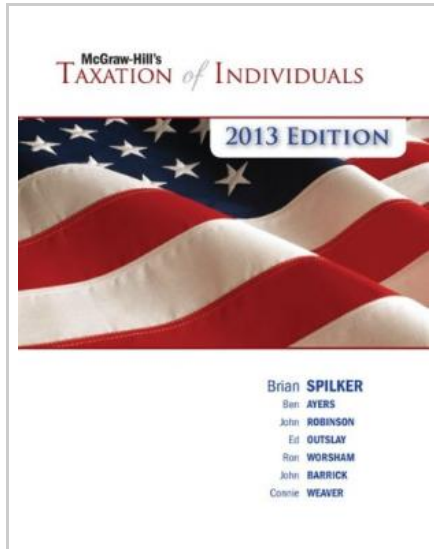 McGraw-Hill's
TAXATION of INDIVIDUALS
2013 EDITION
Brian SPILKER
Ben AYERS
John ROBINSON
Ed OUTSLAY
Ron WORSHAM
John BARRICK
Connie WEAVER